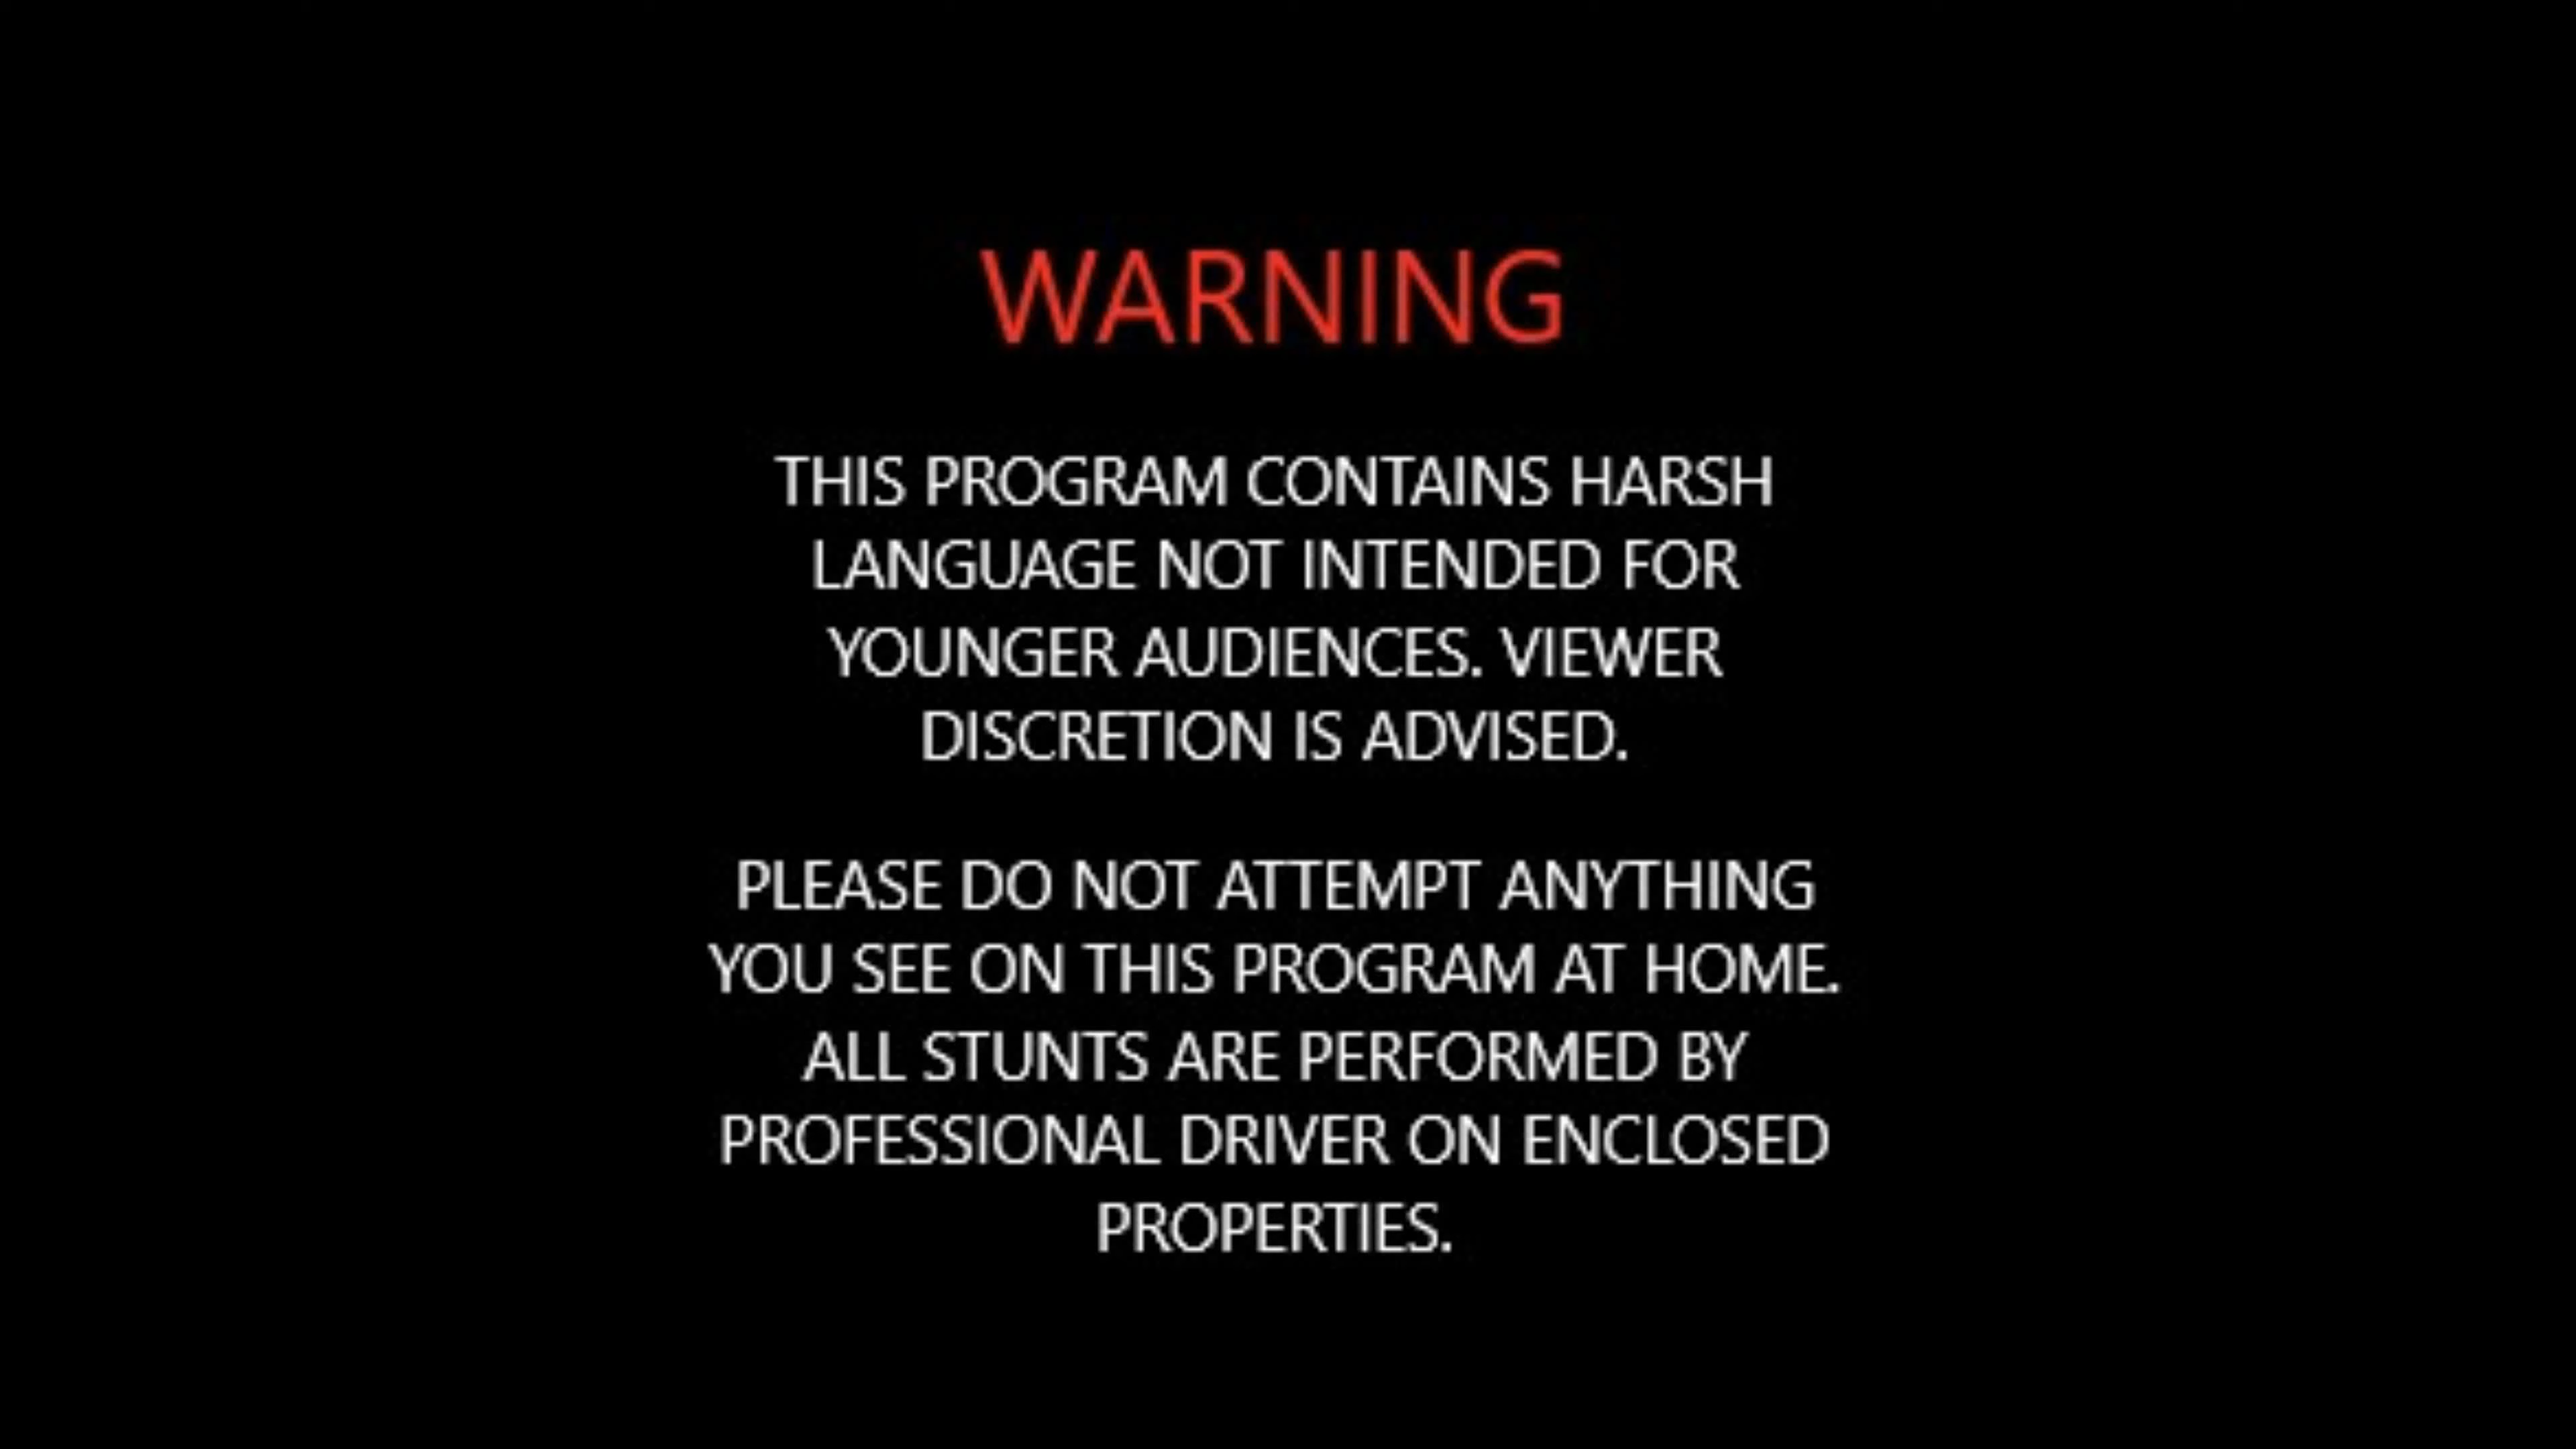 WARNING
THIS PROGRAM CONTAINS HARSH
LANGUAGE NOT INTENDED FOR
YOUNGER AUDIENCES. VIEWER
DISCRETION IS ADVISED.
PLEASE DO NOT ATTEMPT ANYTHING
YOU SEE ON THIS PROGRAM AT HOME.
ALL STUNTS ARE PERFORMED BY
PROFESSIONAL DRIVER ON ENCLOSED
PROPERTIES.